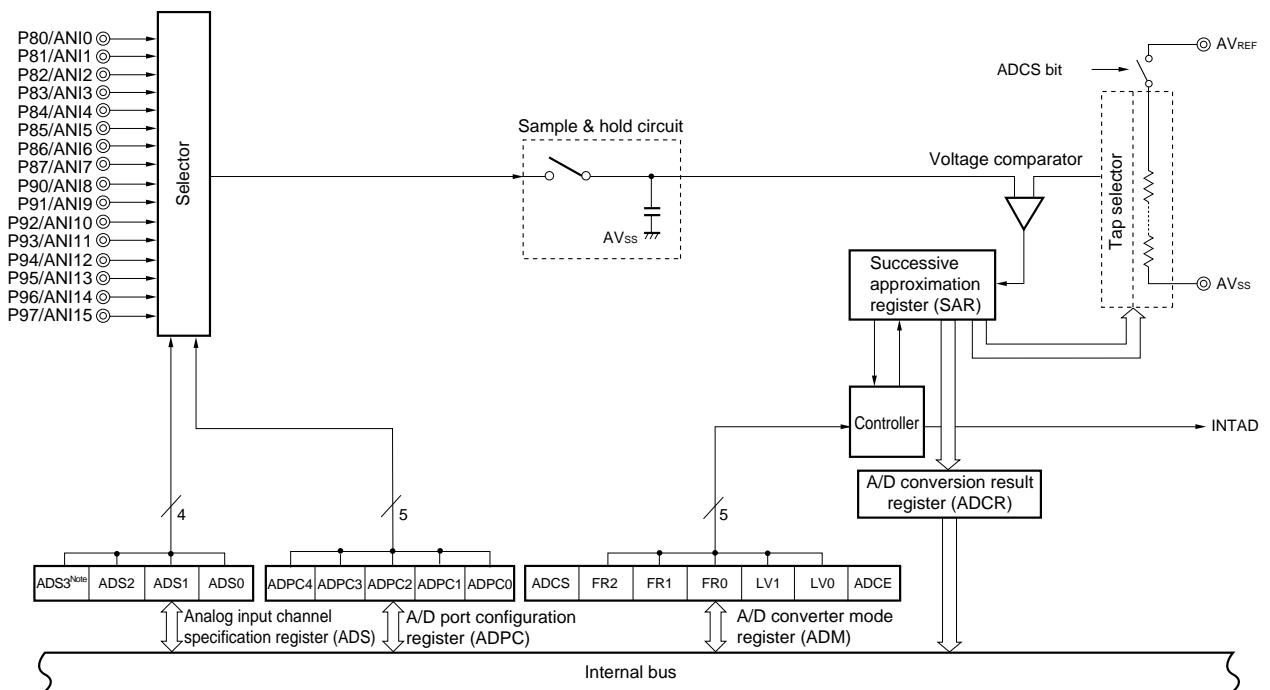 P80/ANI0
P81/ANI1
P82/ANI2
P83/ANI3
P84/ANI4
P85/ANI5
P86/ANI6
P87/ANI7
P90/ANI8
P91/ANI9
P92/ANI10
P93/ANI11
P94/ANI12
P95/ANI13
P96/ANI14
P97/ANI15
Selector
Sample & hold circuit
AVSS
Voltage comparator
ADCS bit
AVREF
Tap selector
AVSS
Successive
approximation
register (SAR)
Controller
INTAD
A/D conversion result
register (ADCR)
4
5
5
ADS3Note ADS2 ADS1 ADS0
ADPC4 ADPC3 ADPC2 ADPC1 ADPC0
ADCS FR2 FR1 FR0 LV1 LV0 ADCE
Analog input channel
specification register (ADS)
A/D port configuration
register (ADPC)
A/D converter mode
register (ADM)
Internal bus